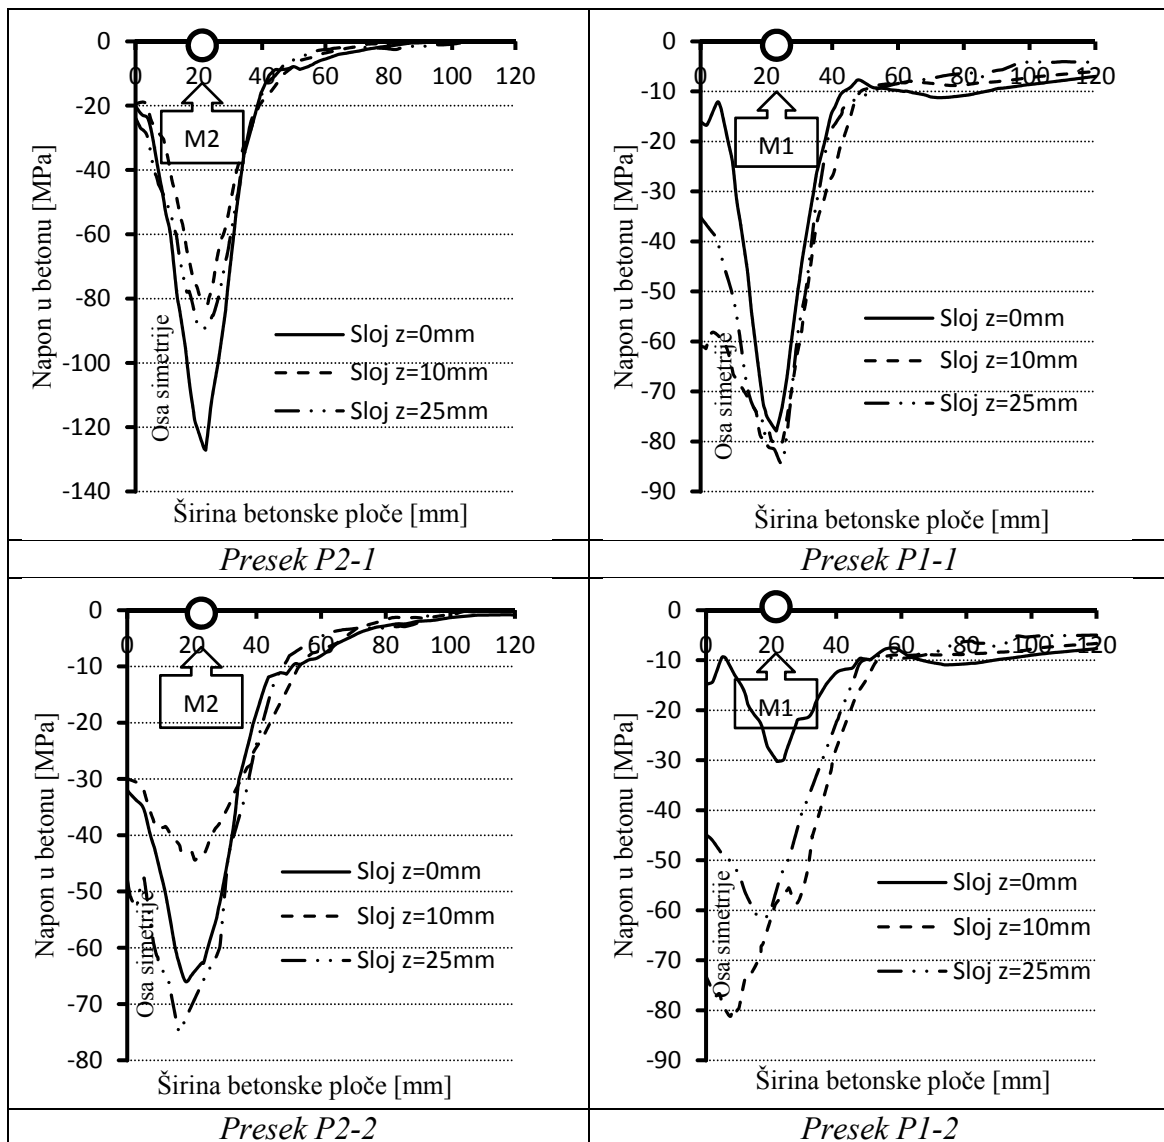 0
-20
-40
-60
-80
-100
-120
-140
0 20 40 60 80 100 120
Napon u betonu [MPa]
M2
Osa simetrije
Sloj z=0mm
Sloj z=10mm
Sloj z=25mm
Širina betonske ploče [mm]
Presek P2-1
0
-10
-20
-30
-40
-50
-60
-70
-80
-90
0 20 40 60 80 100 120
Napon u betonu [MPa]
M1
Osa simetrije
Sloj z=0mm
Sloj z=10mm
Sloj z=25mm
Širina betonske ploče [mm]
Presek P1-1
0
-10
-20
-30
-40
-50
-60
-70
-80
0 20 40 60 80 100 120
Napon u betonu [MPa]
M2
Osa simetrije
Sloj z=0mm
Sloj z=10mm
Sloj z=25mm
Širina betonske ploče [mm]
Presek P2-2
0
-10
-20
-30
-40
-50
-60
-70
-80
-90
0 20 40 60 80 100 120
Napon u betonu [MPa]
M1
Osa simetrije
Sloj z=0mm
Sloj z=10mm
Sloj z=25mm
Širina betonske ploče [mm]
Presek P1-2